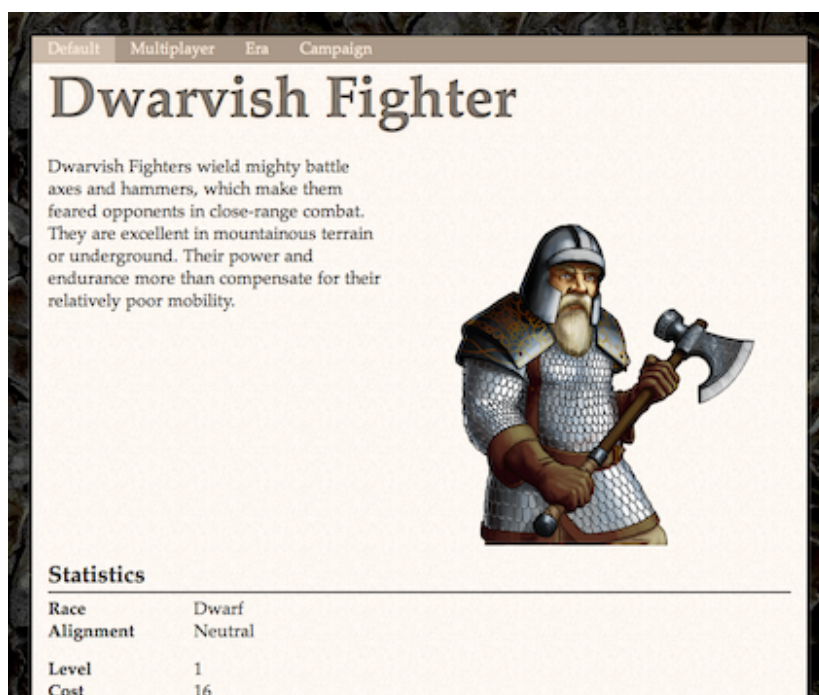 Default Multiplayer Era Campaign
Dwarvish Fighter
Dwarvish Fighters wield mighty battle
axes and hammers, which make them
feared opponents in close-range combat.
They are excellent in mountainous terrain
or underground. Their power and
endurance more than compensate for their
relatively poor mobility.
Statistics
Race Dwarf
Alignment Neutral
Level 1
Cost 16